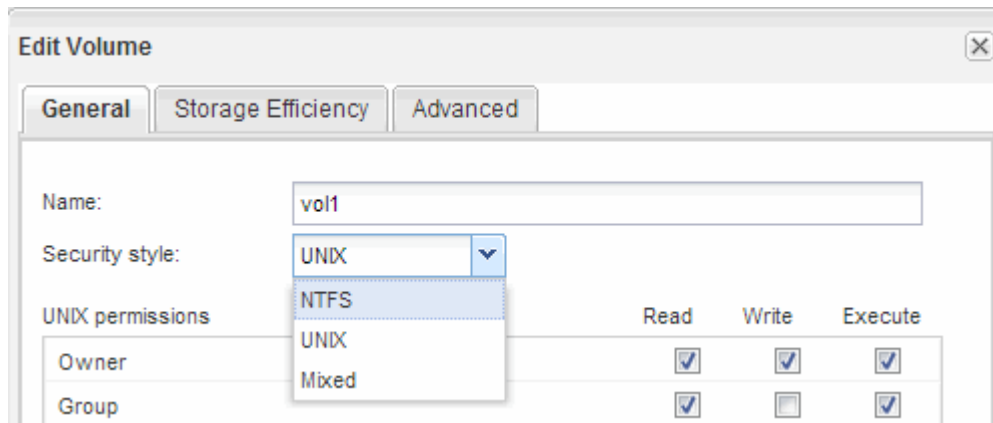 Edit Volume
General Storage Efficiency Advanced
Name: vol1
Security style: UNIX
NTFS
UNIX permissions Read Write Execute
UNIX
Owner
Mixed
Group